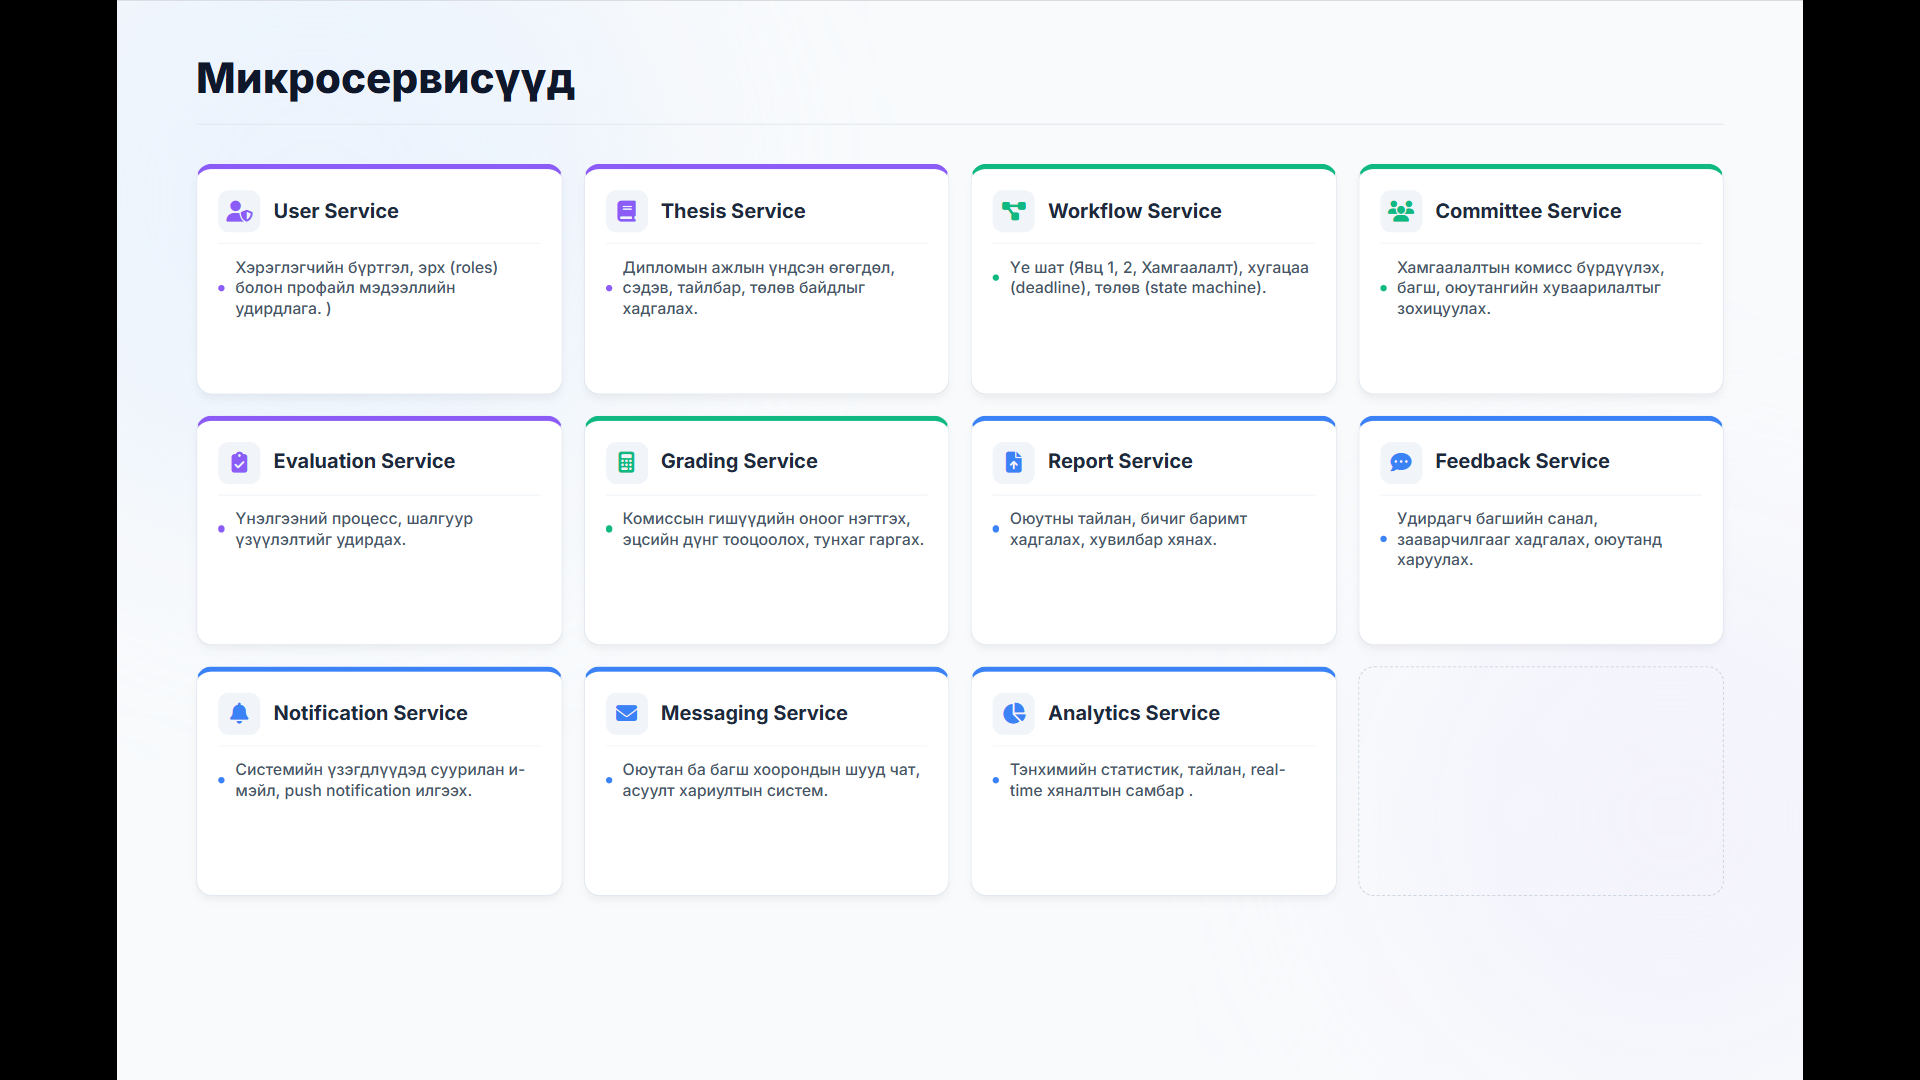 Микросервисүүд
User Service
Хэрэглэгчийн бүртгэл, эрх (roles)
болон профайл мэдээллийн
удирдлага. )
Thesis Service
Дипломын ажлын үндсэн өгөгдөл,
сэдэв, тайлбар, төлөв байдлыг
хадгалах.
Workflow Service
Үе шат (Явц 1, 2, Хамгаалалт), хугацаа
(deadline), төлөв (state machine).
Committee Service
Хамгаалалтын комисс бүрдүүлэх,
багш, оюутангийн хуваарилалтыг
зохицуулах.
Evaluation Service
Үнэлгээний процесс, шалгуур
үзүүлэлтийг удирдах.
Grading Service
Комиссын гишүүдийн оноог нэгтгэх,
эцсийн дүнг тооцоолох, тунхаг гаргах.
Report Service
Оюутны тайлан, бичиг баримт
хадгалах, хувилбар хянах.
Feedback Service
Удирдагч багшийн санал,
зааварчилгааг хадгалах, оюутанд
харуулах.
Notification Service
Системийн үзэгдлүүдэд суурилан и-
мэйл, push notification илгээх.
Messaging Service
Оюутан ба багш хоорондын шууд чат,
асуулт хариултын систем.
Analytics Service
Тэнхимийн статистик, тайлан, real-
time хяналтын самбар .